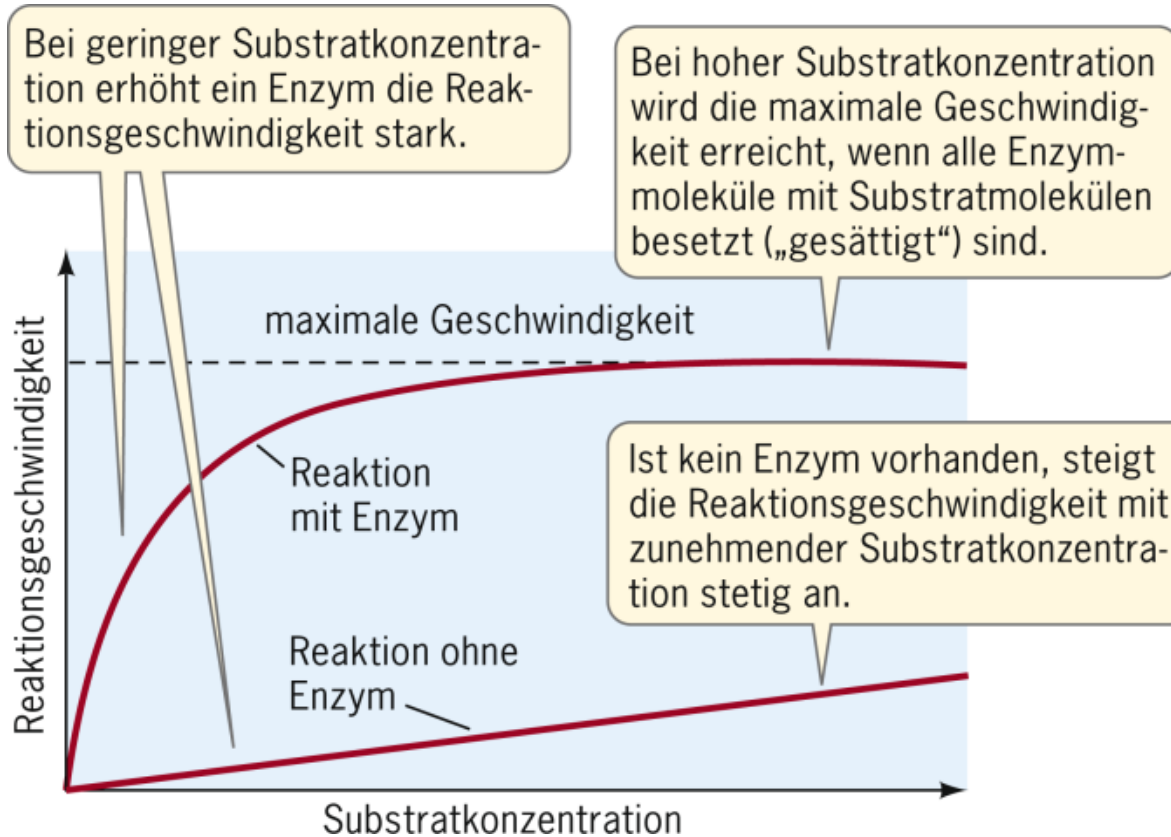 Bei geringer Substratkonzentra-
tion erhöht ein Enzym die Reak-
tionsgeschwindigkeit stark.
Bei hoher Substratkonzentration
wird die maximale Geschwindig-
keit erreicht, wenn alle Enzym-
moleküle mit Substratmolekülen
besetzt („gesättigt“) sind.
maximale Geschwindigkeit
Reaktionsgeschwindigkeit
Reaktion
mit Enzym
Ist kein Enzym vorhanden, steigt
die Reaktionsgeschwindigkeit mit
zunehmender Substratkonzentra-
tion stetig an.
Reaktion ohne
Enzym
Substratkonzentration